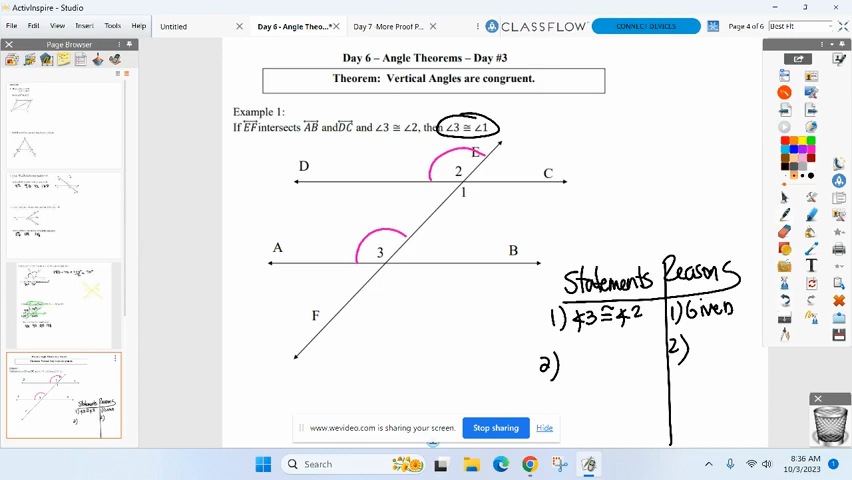 ActivInspire - Studio
File Edit View Insert Tools Help
Untitled
Day 6 - Angle Theo...*
Day 7 -More Proof P...
CLASSFLOW
CONNECT DEVICES
Page 4 of 6
Best Fit
Page Browser
Day 6 – Angle Theorems – Day #3
Theorem: Vertical Angles are congruent.
Example 1:
If EF intersects AB and DC and ∠3 ≅ ∠2, then ∠3 ≅ ∠1
E
D
2
C
1
A
3
B
F
Statements Reasons
1) ∡3 ≅ ∡2 1) Given
2) 2)
www.wevideo.com is sharing your screen.
Stop sharing
Hide
Search
8:36 AM
10/3/2023